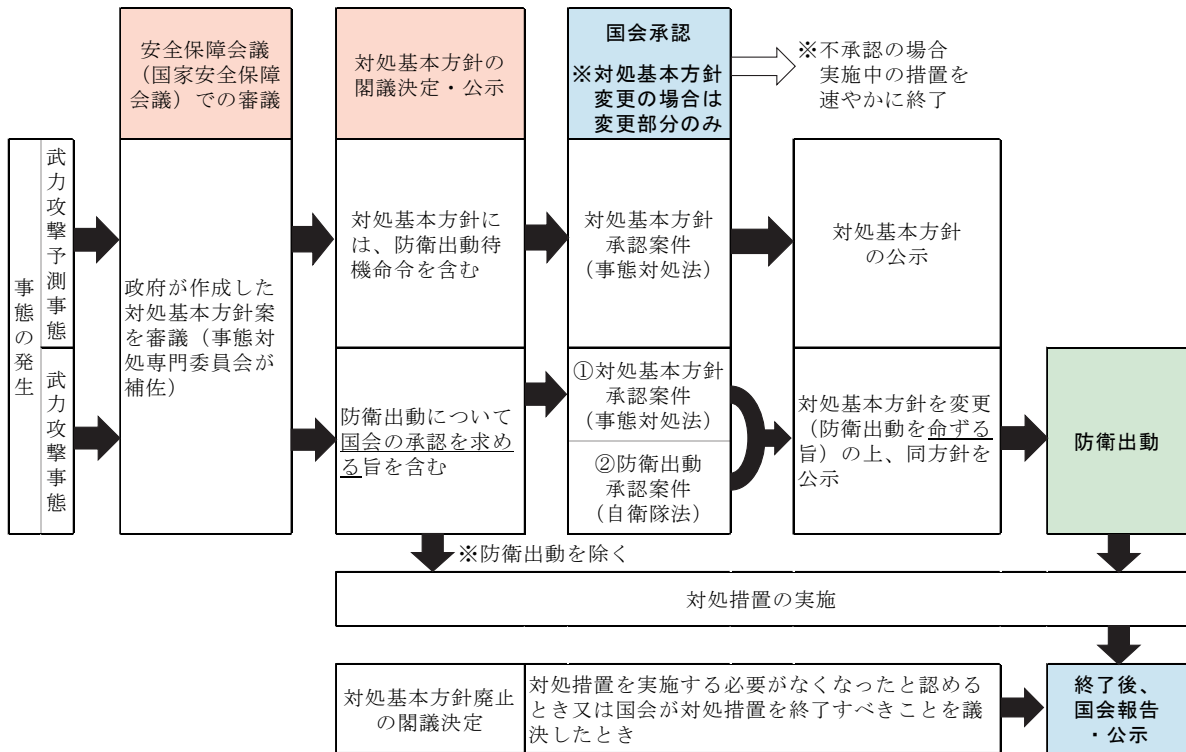 安全保障会議
（国家安全保障
会議）での審議
対処基本方針の
閣議決定・公示
国会承認
※対処基本方針
変更の場合は
変更部分のみ
※不承認の場合
実施中の措置を
速やかに終了
事態の発生
武力攻撃予測事態
武力攻撃事態
政府が作成した
対処基本方針案
を審議（事態対
処専門委員会が
補佐）
対処基本方針に
は、防衛出動待
機命令を含む
対処基本方針
承認案件
（事態対処法）
対処基本方針
の公示
防衛出動について
国会の承認を求め
る旨を含む
①対処基本方針
承認案件
（事態対処法）
②防衛出動
承認案件
（自衛隊法）
対処基本方針を変更
（防衛出動を命ずる
旨）の上、同方針を
公示
防衛出動
※防衛出動を除く
対処措置の実施
対処基本方針廃止
の閣議決定
対処措置を実施する必要がなくなったと認める
とき又は国会が対処措置を終了すべきことを議
決したとき
終了後、
国会報告
・公示